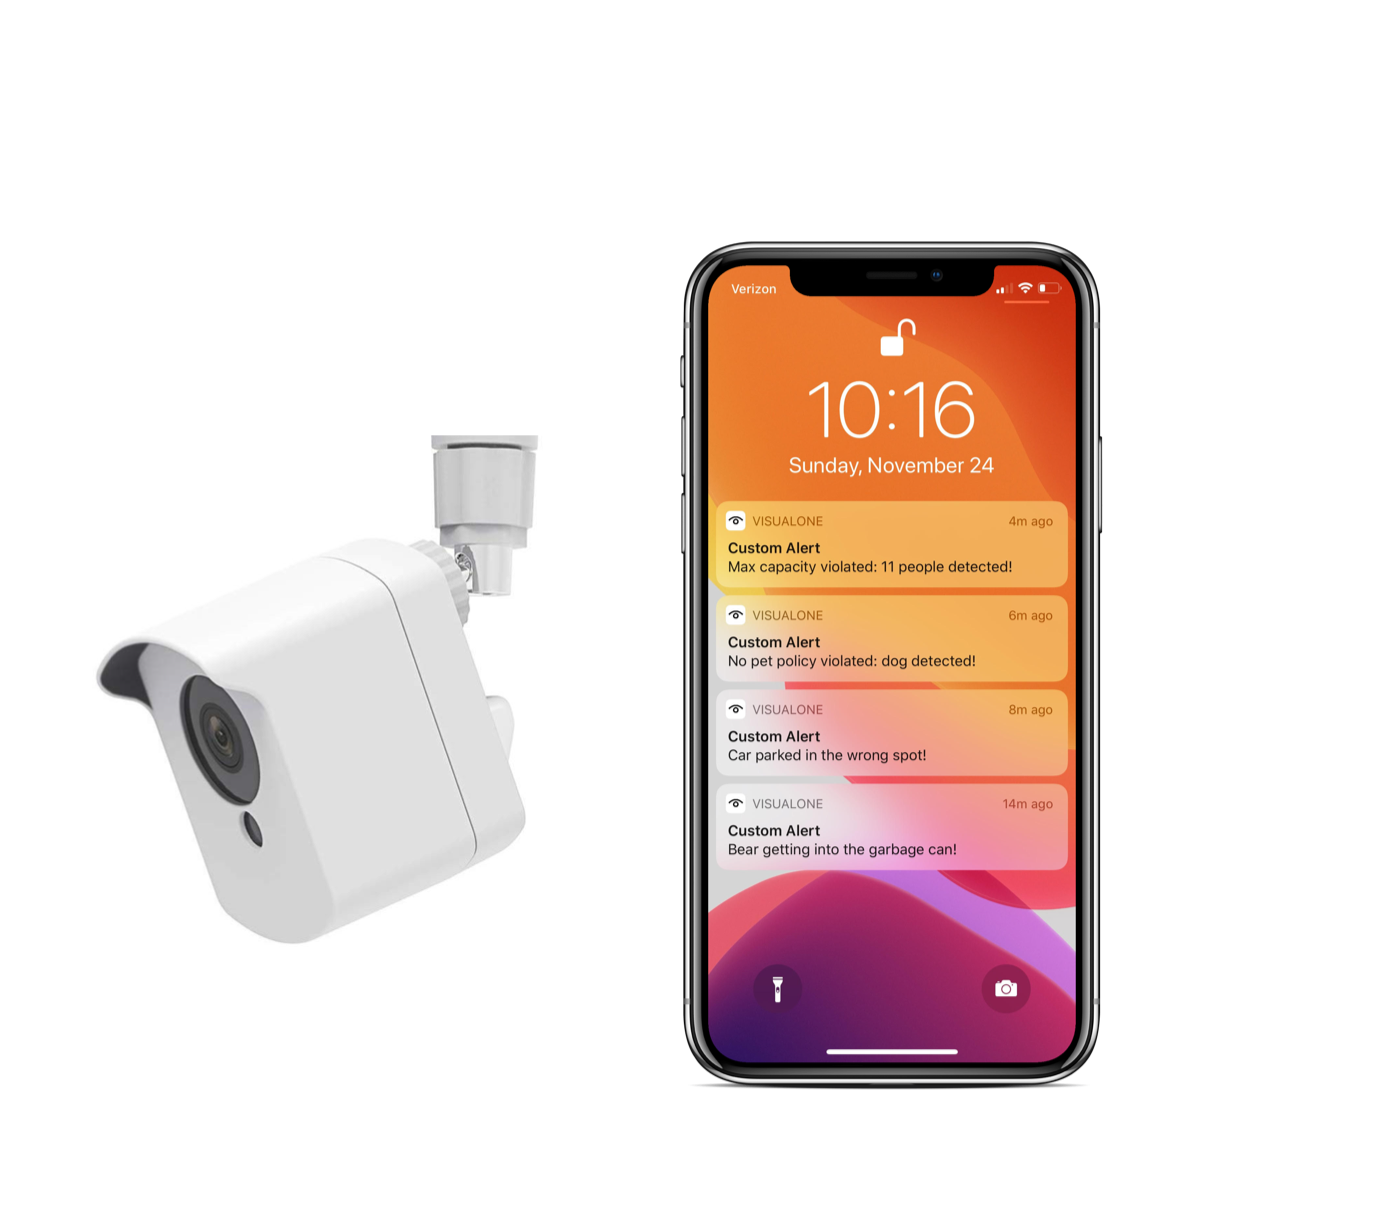 Verizon
10:16
Sunday, November 24
VISUALONE 4m ago
Custom Alert
Max capacity violated: 11 people detected!
VISUALONE 6m ago
Custom Alert
No pet policy violated: dog detected!
VISUALONE 8m ago
Custom Alert
Car parked in the wrong spot!
VISUALONE 14m ago
Custom Alert
Bear getting into the garbage can!